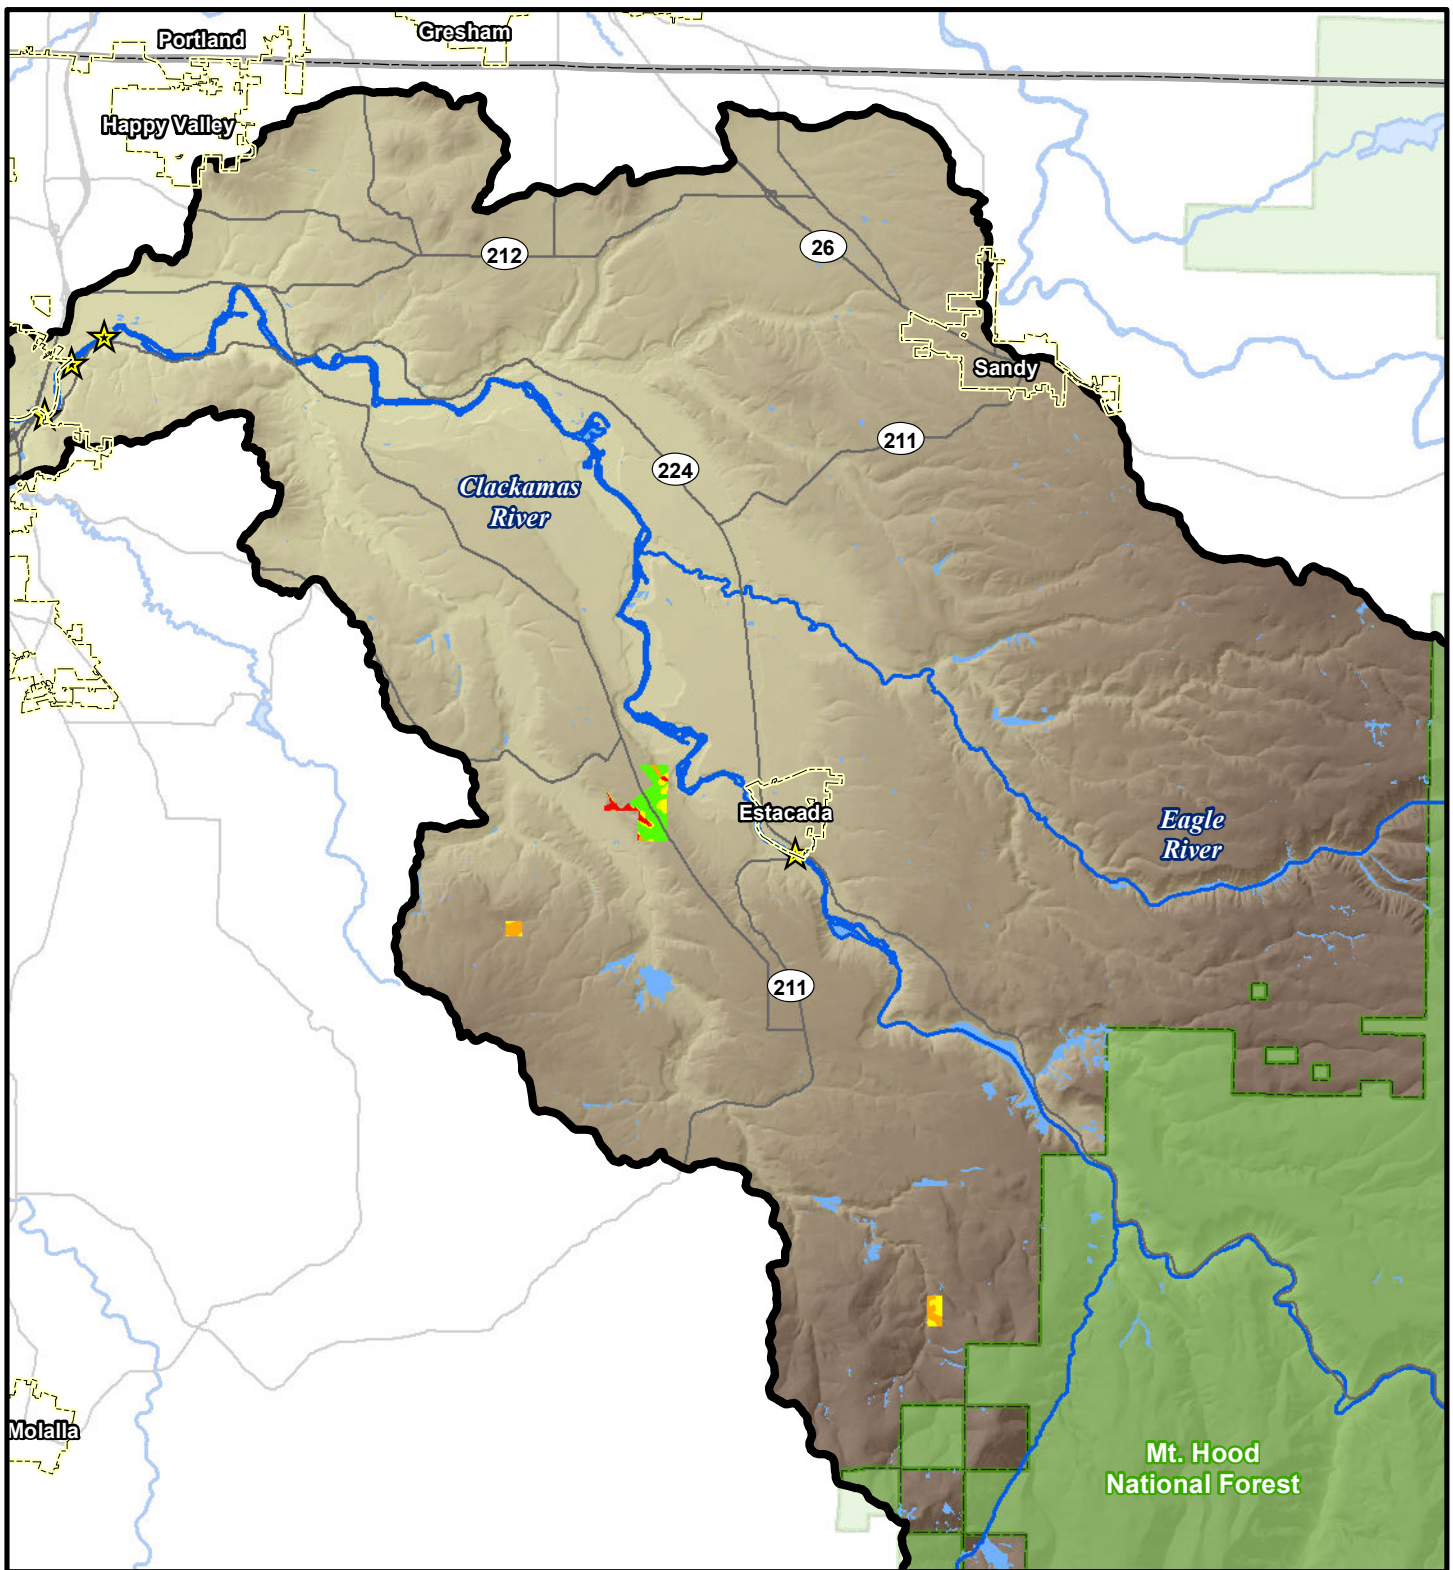 Portland
Gresham
Happy Valley
212
26
Sandy
211
224
Clackamas
River
Estacada
Eagle
River
211
Mt. Hood
National Forest
Molalla